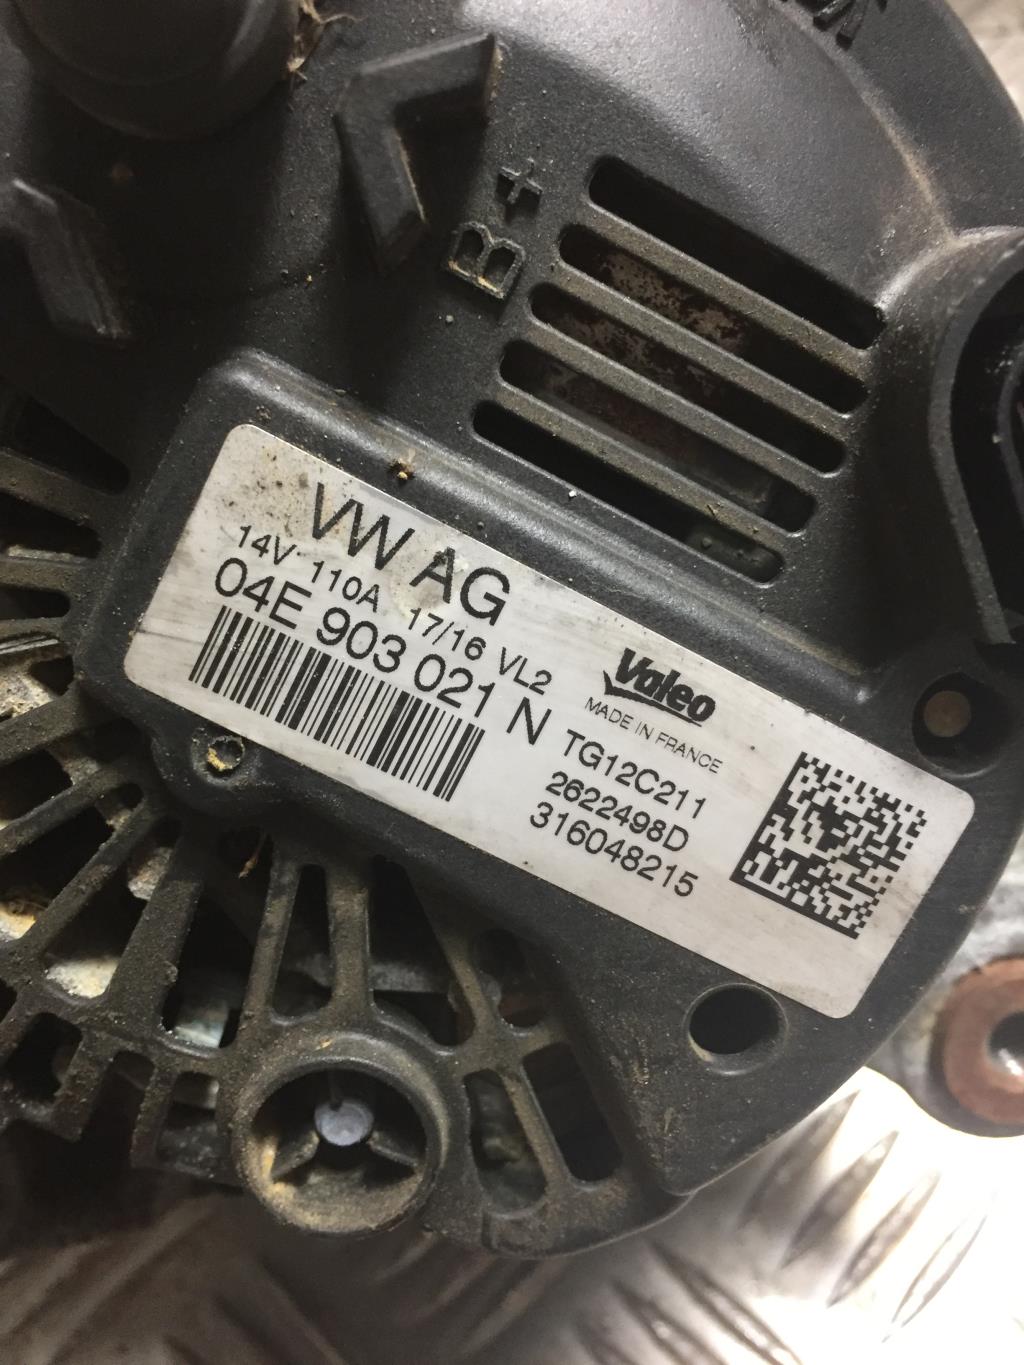 B+
VW AG
14V 110A 17/16 VL2
04E 903 021 N
Valeo
MADE IN FRANCE
TG12C211
2622498D
316048215